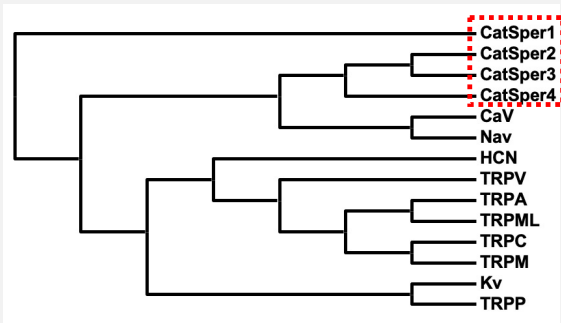 CatSper1
CatSper2
CatSper3
CatSper4
CaV
Nav
HCN
TRPV
TRPA
TRPML
TRPC
TRPM
Kv
TRPP